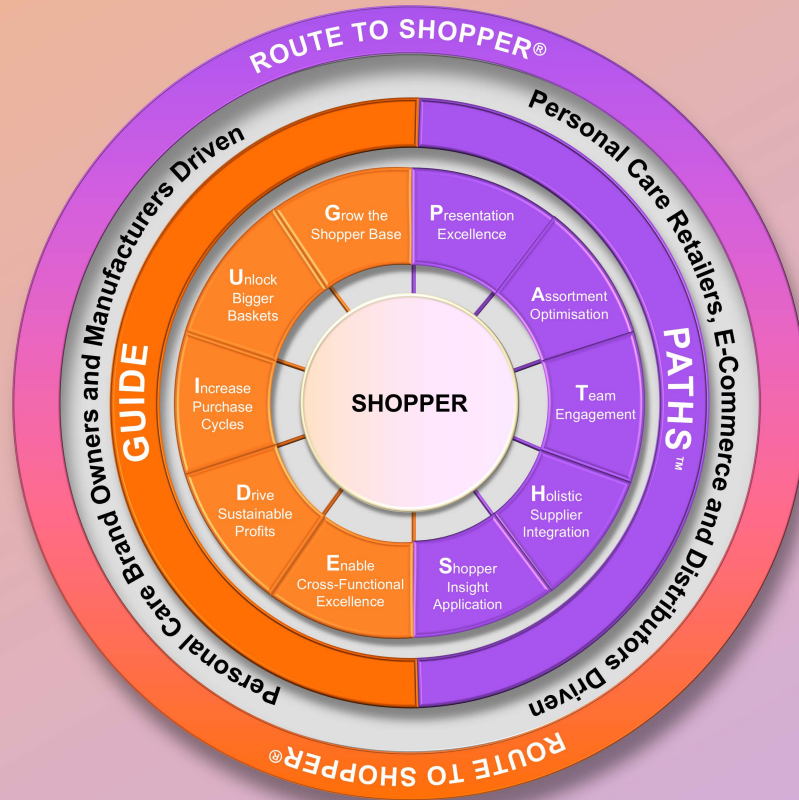 ROUTE TO SHOPPER®
Personal Care Brand Owners and Manufacturers Driven
Personal Care Retailers, E-Commerce and Distributors Driven
GUIDE
PATHS™
Grow the
Shopper Base
Unlock
Bigger
Baskets
Increase
Purchase
Cycles
Drive
Sustainable
Profits
Enable
Cross-Functional
Excellence
Presentation
Excellence
Assortment
Optimisation
Team
Engagement
Holistic
Supplier
Integration
Shopper
Insight
Application
SHOPPER
ROUTE TO SHOPPER®